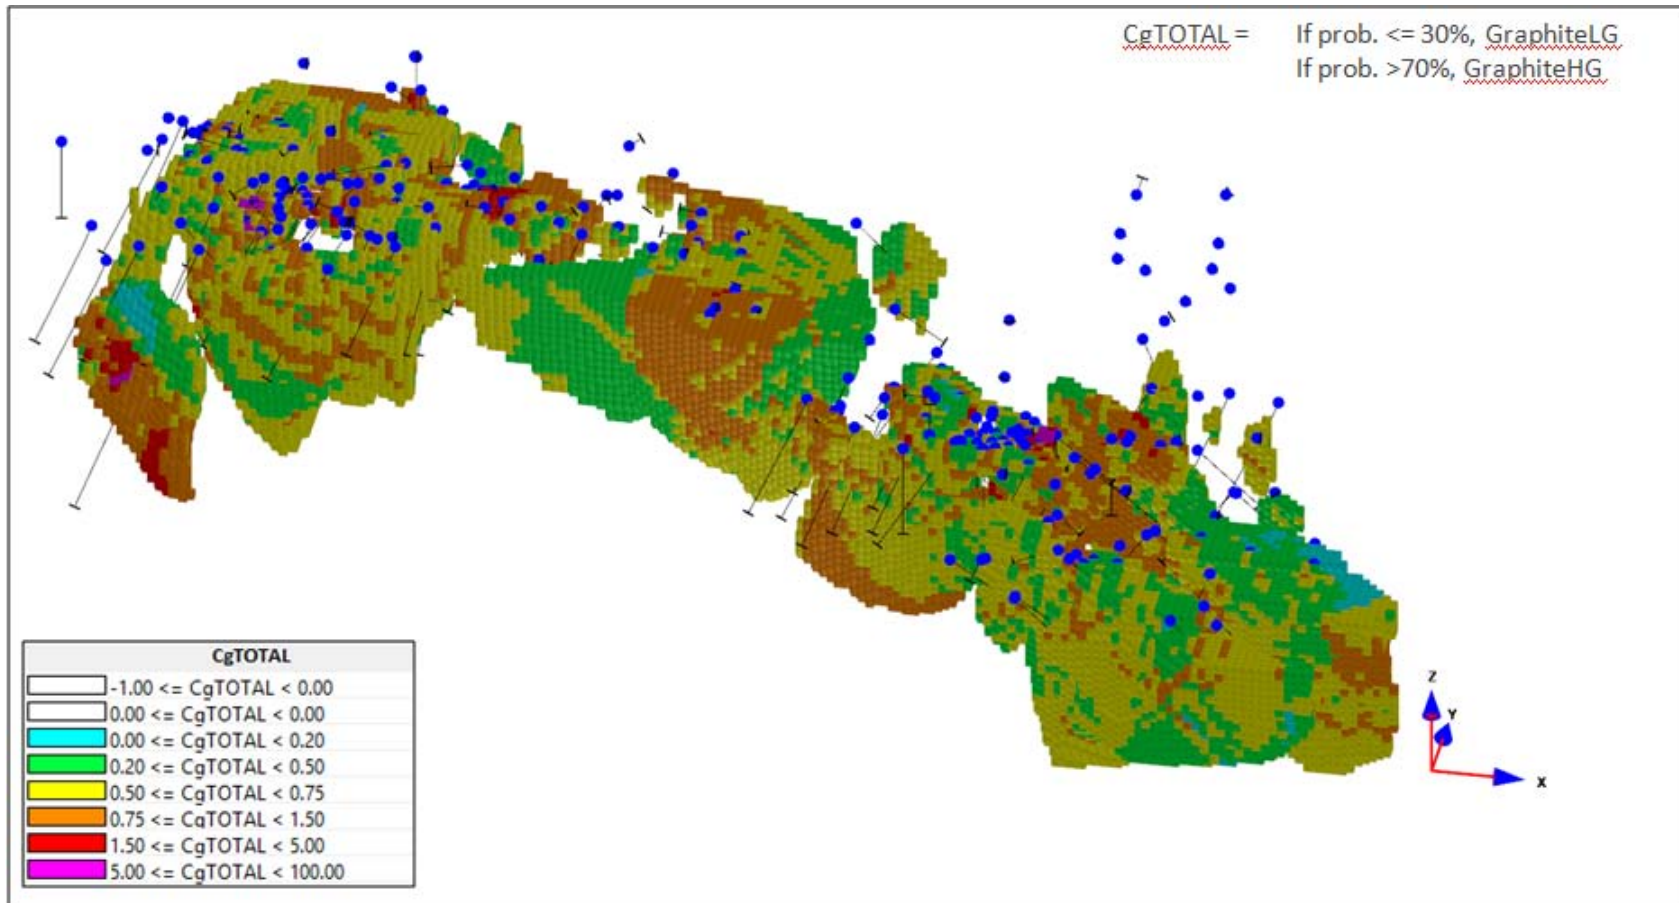 CgTOTAL = If prob. <= 30%, GraphiteLG
If prob. >70%, GraphiteHG
CgTOTAL
-1.00 <= CgTOTAL < 0.00
0.00 <= CgTOTAL < 0.00
0.00 <= CgTOTAL < 0.20
0.20 <= CgTOTAL < 0.50
0.50 <= CgTOTAL < 0.75
0.75 <= CgTOTAL < 1.50
1.50 <= CgTOTAL < 5.00
5.00 <= CgTOTAL < 100.00
Z
Y
X